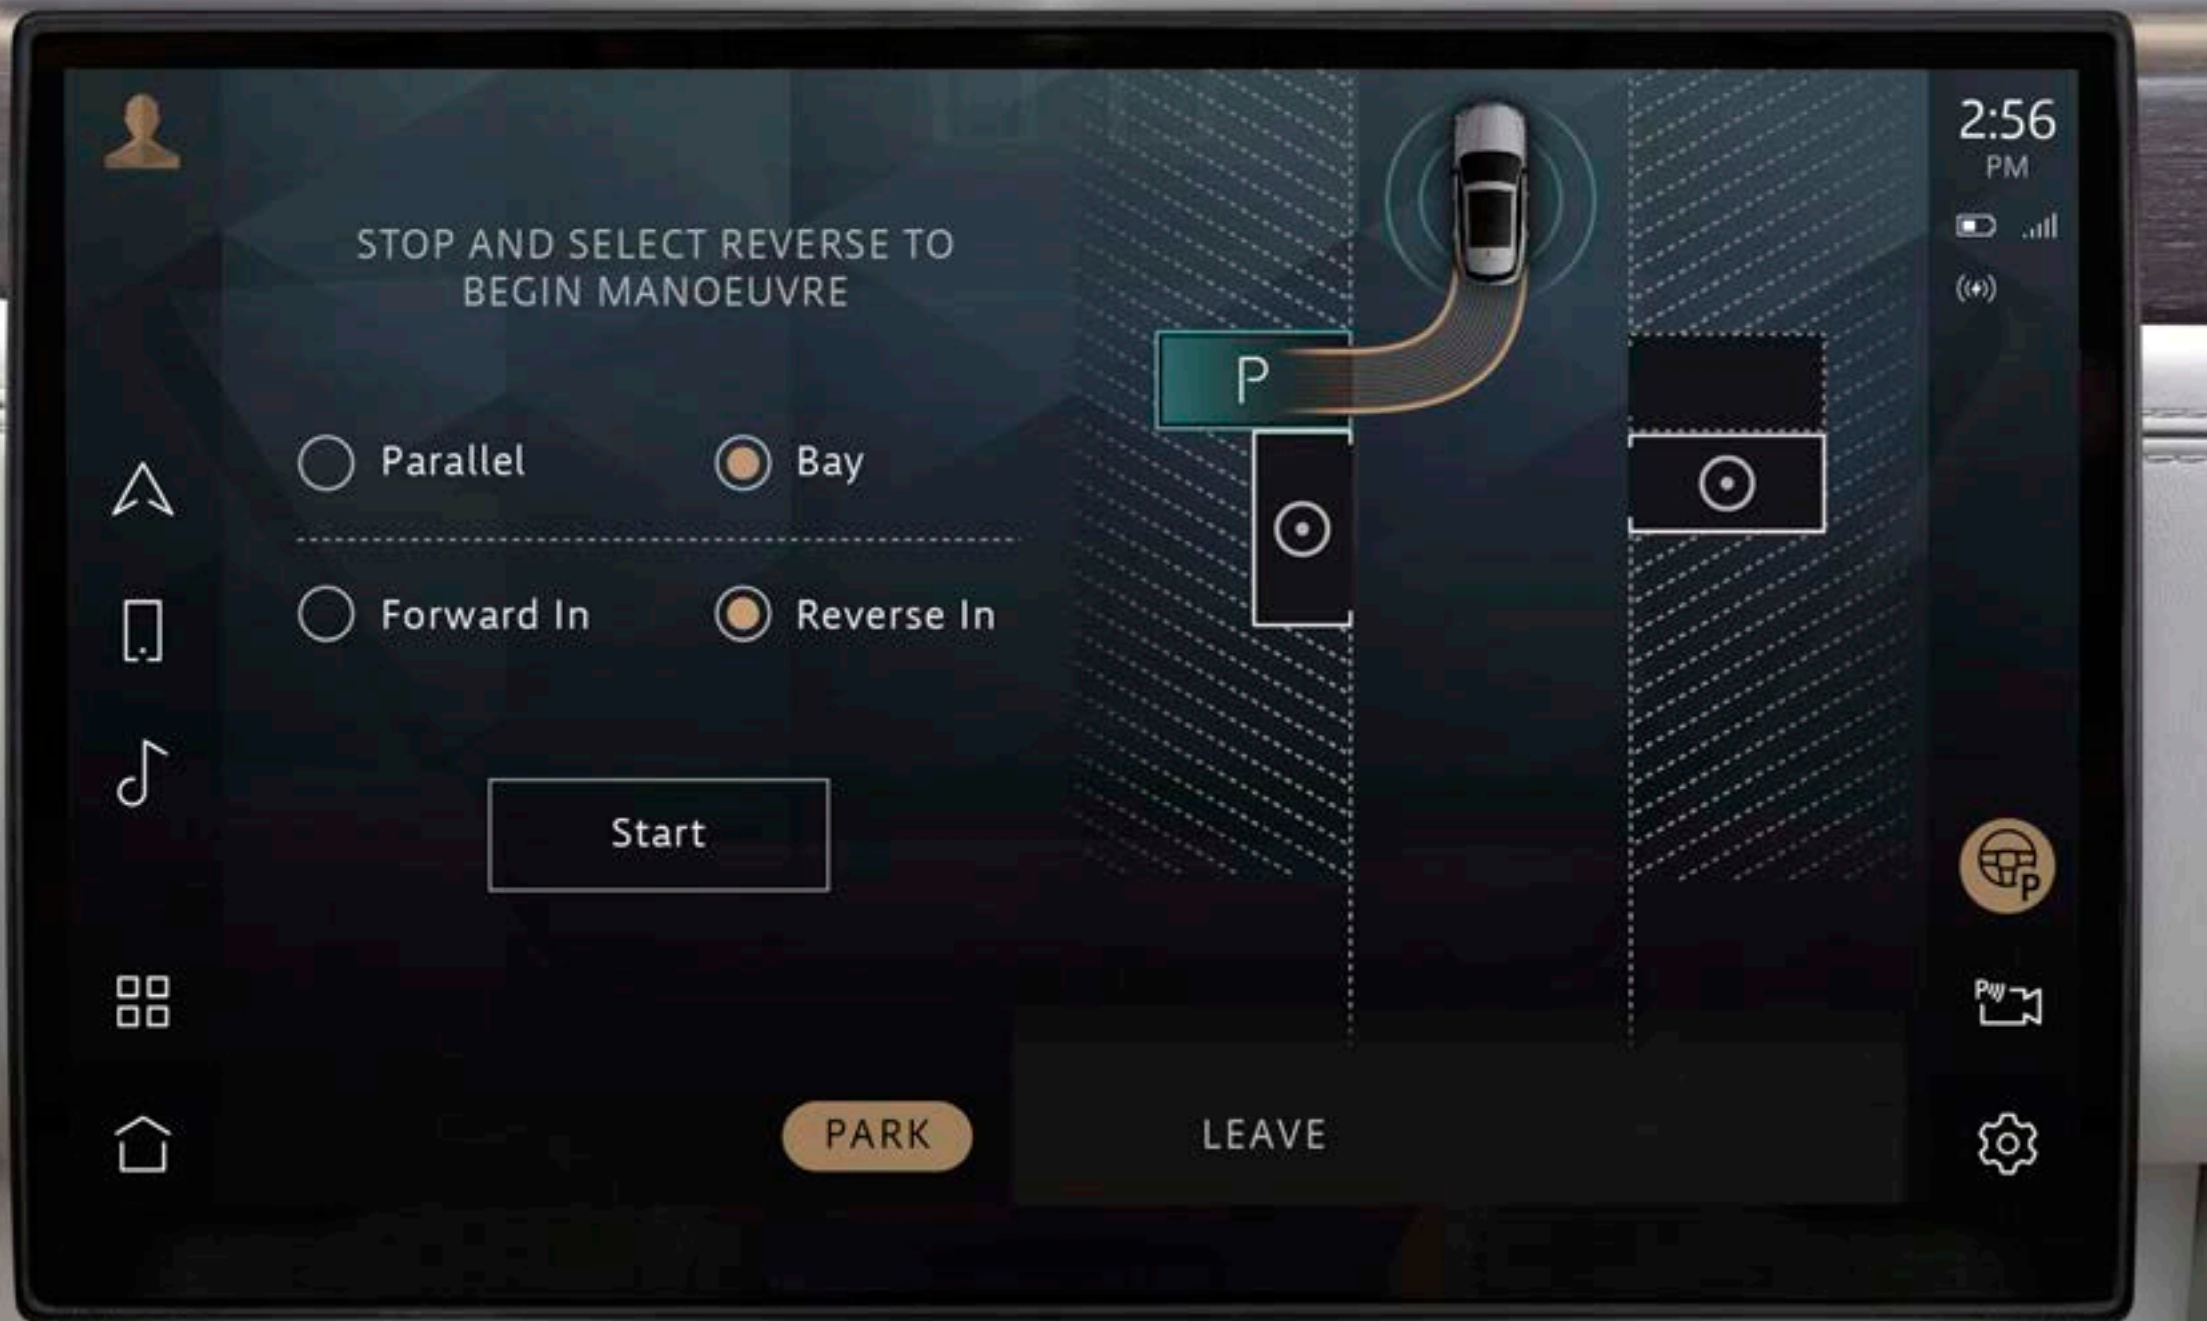 2:56
PM
STOP AND SELECT REVERSE TO
BEGIN MANOEUVRE
P
Parallel
Bay
Forward In
Reverse In
Start
P
P
PARK
LEAVE